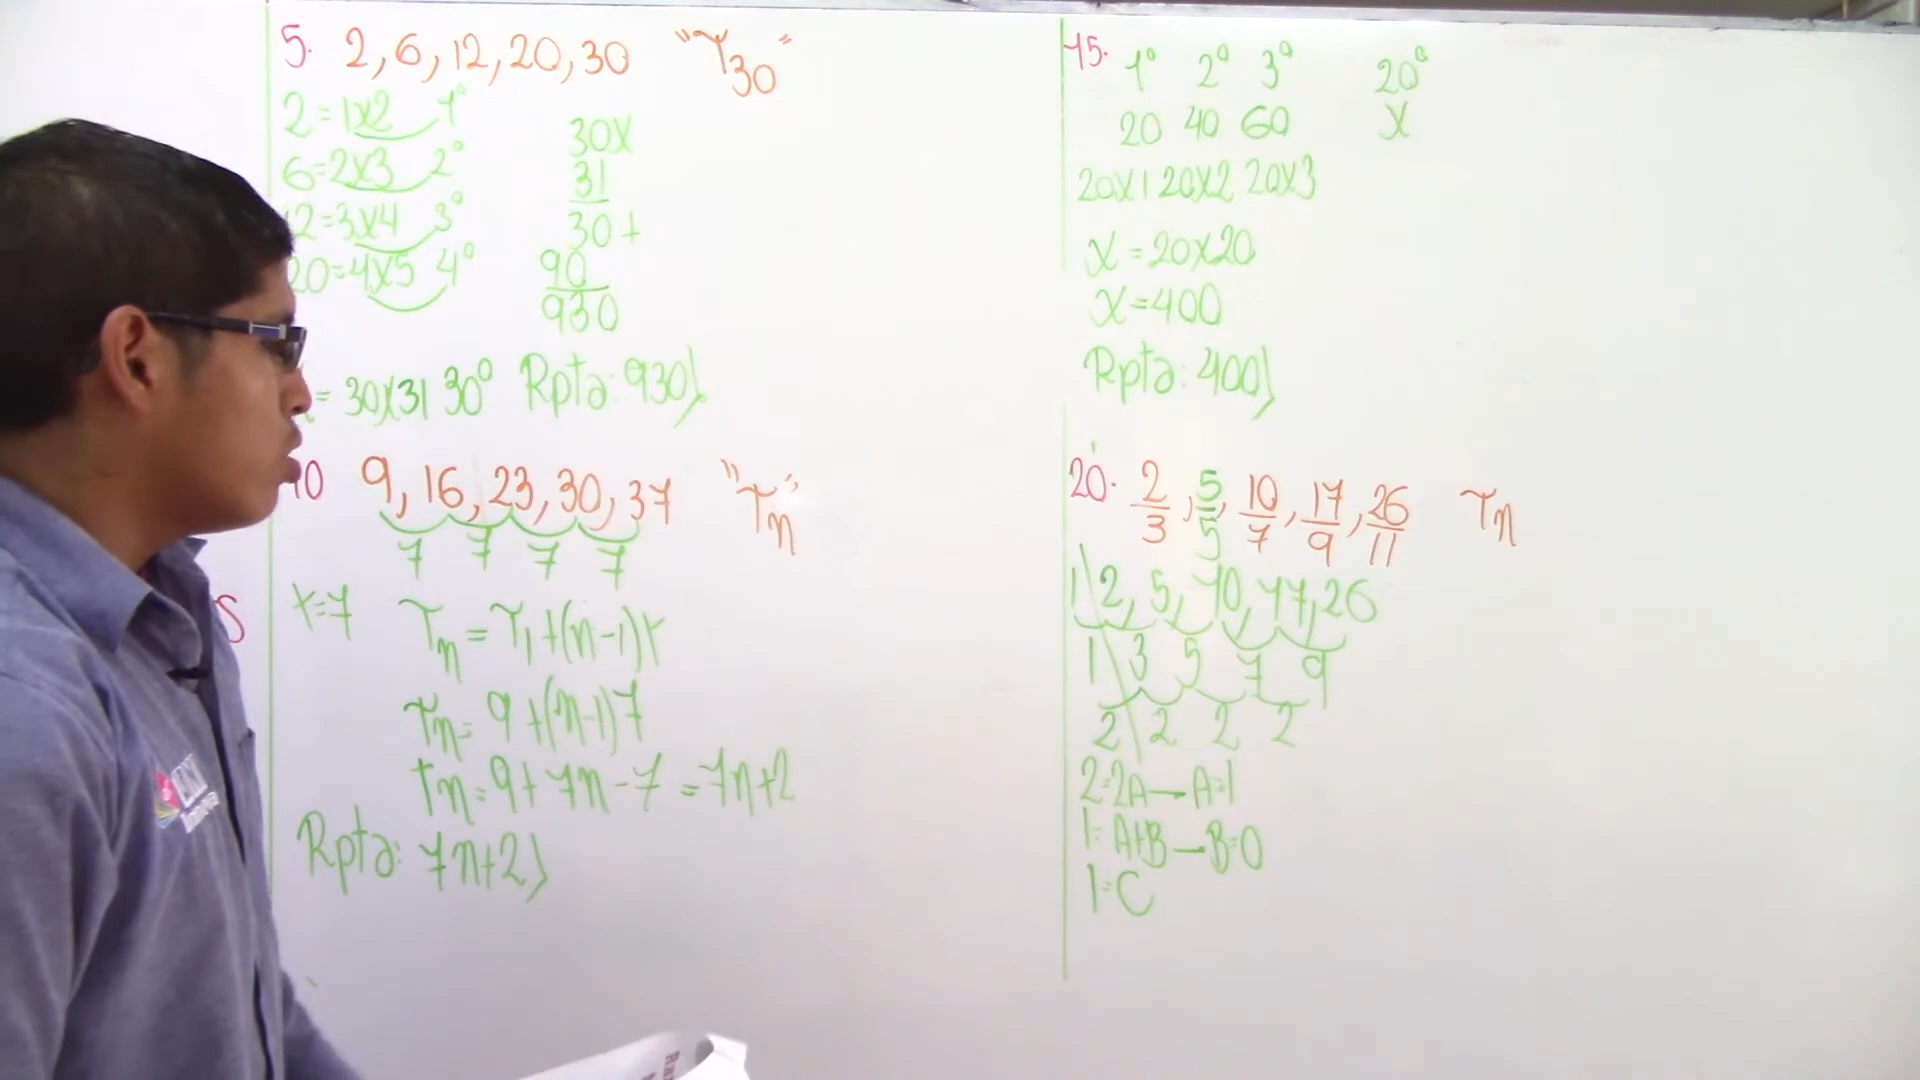 5. 2, 6, 12, 20, 30 "T30"
2=1x2 1°
6=2x3 2°
12=3x4 3°
20=4x5 4°
30x
31
30+
90
930
= 30x31 30° Rpta: 930
10 9, 16, 23, 30, 37 "Tn"
7 7 7 7
r=7 Tn = T1+(n-1)r
Tn= 9+(n-1)7
Tn= 9+7n-7 =7n+2
Rpta: 7n+2
S
15. 1° 2° 3° 20°
20 40 60 x
20x1 20x2 20x3
x=20x20
x=400
Rpta: 400
20. 2/3, 5/5, 10/7, 17/9, 26/11 Tn
1 2, 5, 10, 17, 26
1 3 5 7 9
2 2 2 2
2=2A—A=1
1=A+B—B=0
1=C